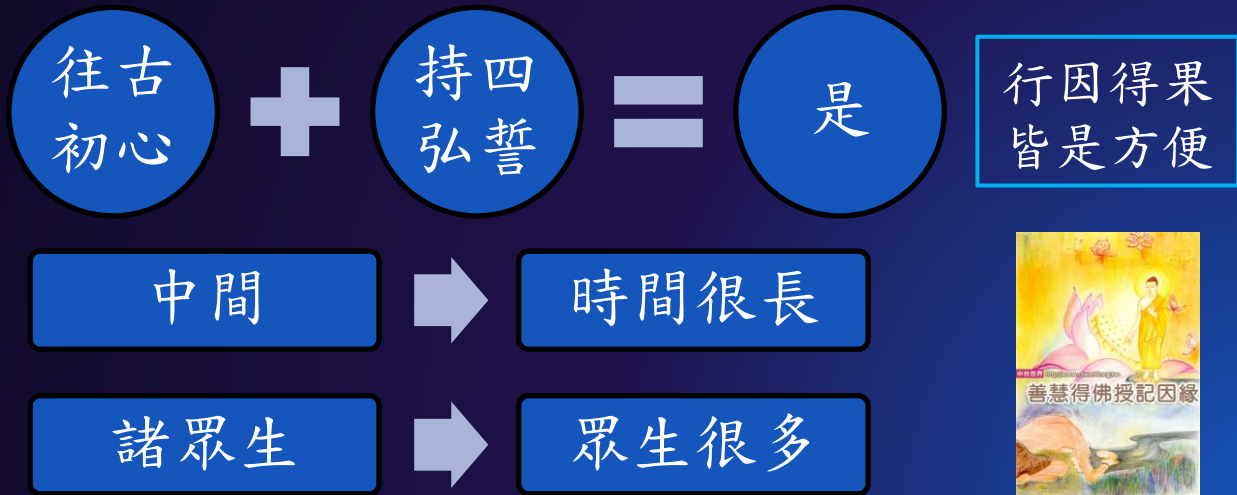 往古
初心
持四
弘誓
是
行因得果
皆是方便
中間
時間很長
諸眾生
眾生很多
善慧得佛授記因緣